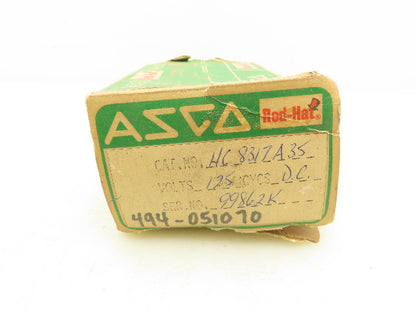 ASCO Red-Hat®
CAT. NO. HC 8317A35
VOLTS 125 CYCS D.C.
SER. NO. 99862K
494-051070